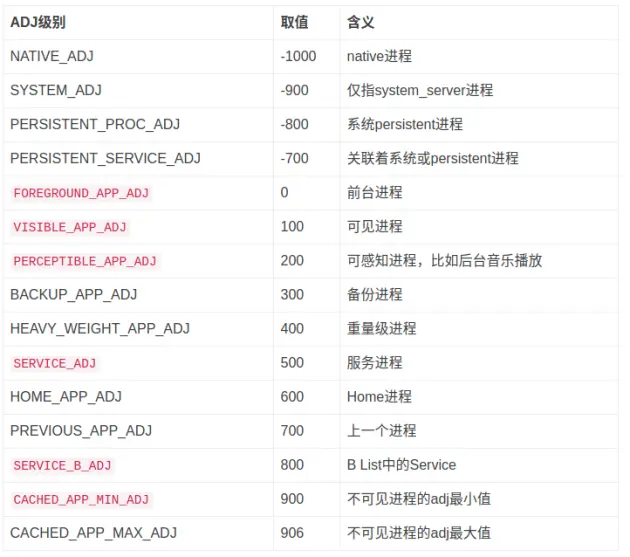 ADJ级别 取值 含义
NATIVE_ADJ -1000 native进程
SYSTEM_ADJ -900 仅指system_server进程
PERSISTENT_PROC_ADJ -800 系统persistent进程
PERSISTENT_SERVICE_ADJ -700 关联着系统或persistent进程
FOREGROUND_APP_ADJ 0 前台进程
VISIBLE_APP_ADJ 100 可见进程
PERCEPTIBLE_APP_ADJ 200 可感知进程，比如后台音乐播放
BACKUP_APP_ADJ 300 备份进程
HEAVY_WEIGHT_APP_ADJ 400 重量级进程
SERVICE_ADJ 500 服务进程
HOME_APP_ADJ 600 Home进程
PREVIOUS_APP_ADJ 700 上一个进程
SERVICE_B_ADJ 800 B List中的Service
CACHED_APP_MIN_ADJ 900 不可见进程的adj最小值
CACHED_APP_MAX_ADJ 906 不可见进程的adj最大值